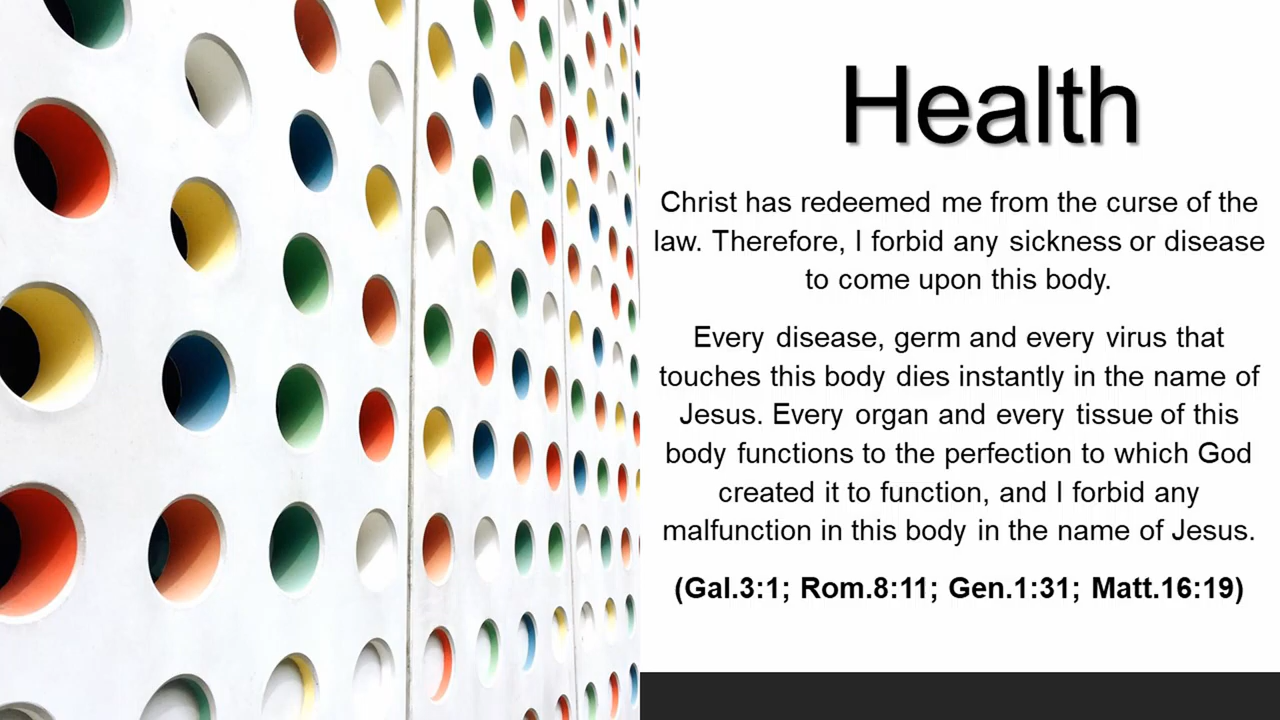 Health
Christ has redeemed me from the curse of the
law. Therefore, I forbid any sickness or disease
to come upon this body.
Every disease, germ and every virus that
touches this body dies instantly in the name of
Jesus. Every organ and every tissue of this
body functions to the perfection to which God
created it to function, and I forbid any
malfunction in this body in the name of Jesus.
(Gal.3:1; Rom.8:11; Gen.1:31; Matt.16:19)